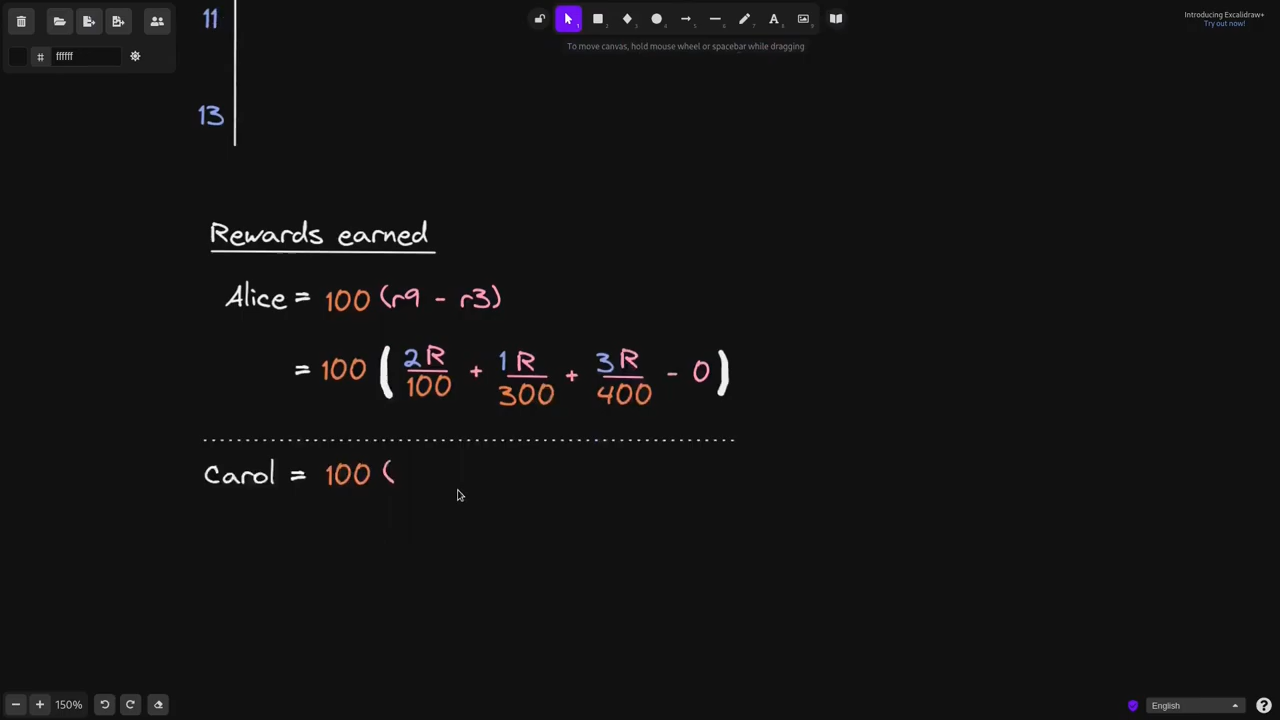 Introducing Excalidraw+
Try out now!
# ffffff
To move canvas, hold mouse wheel or spacebar while dragging
11
13
Rewards earned
Alice = 100 (r9 - r3)
= 100 ( 2R/100 + 1R/300 + 3R/400 - 0 )
Carol = 100 (
150%
English